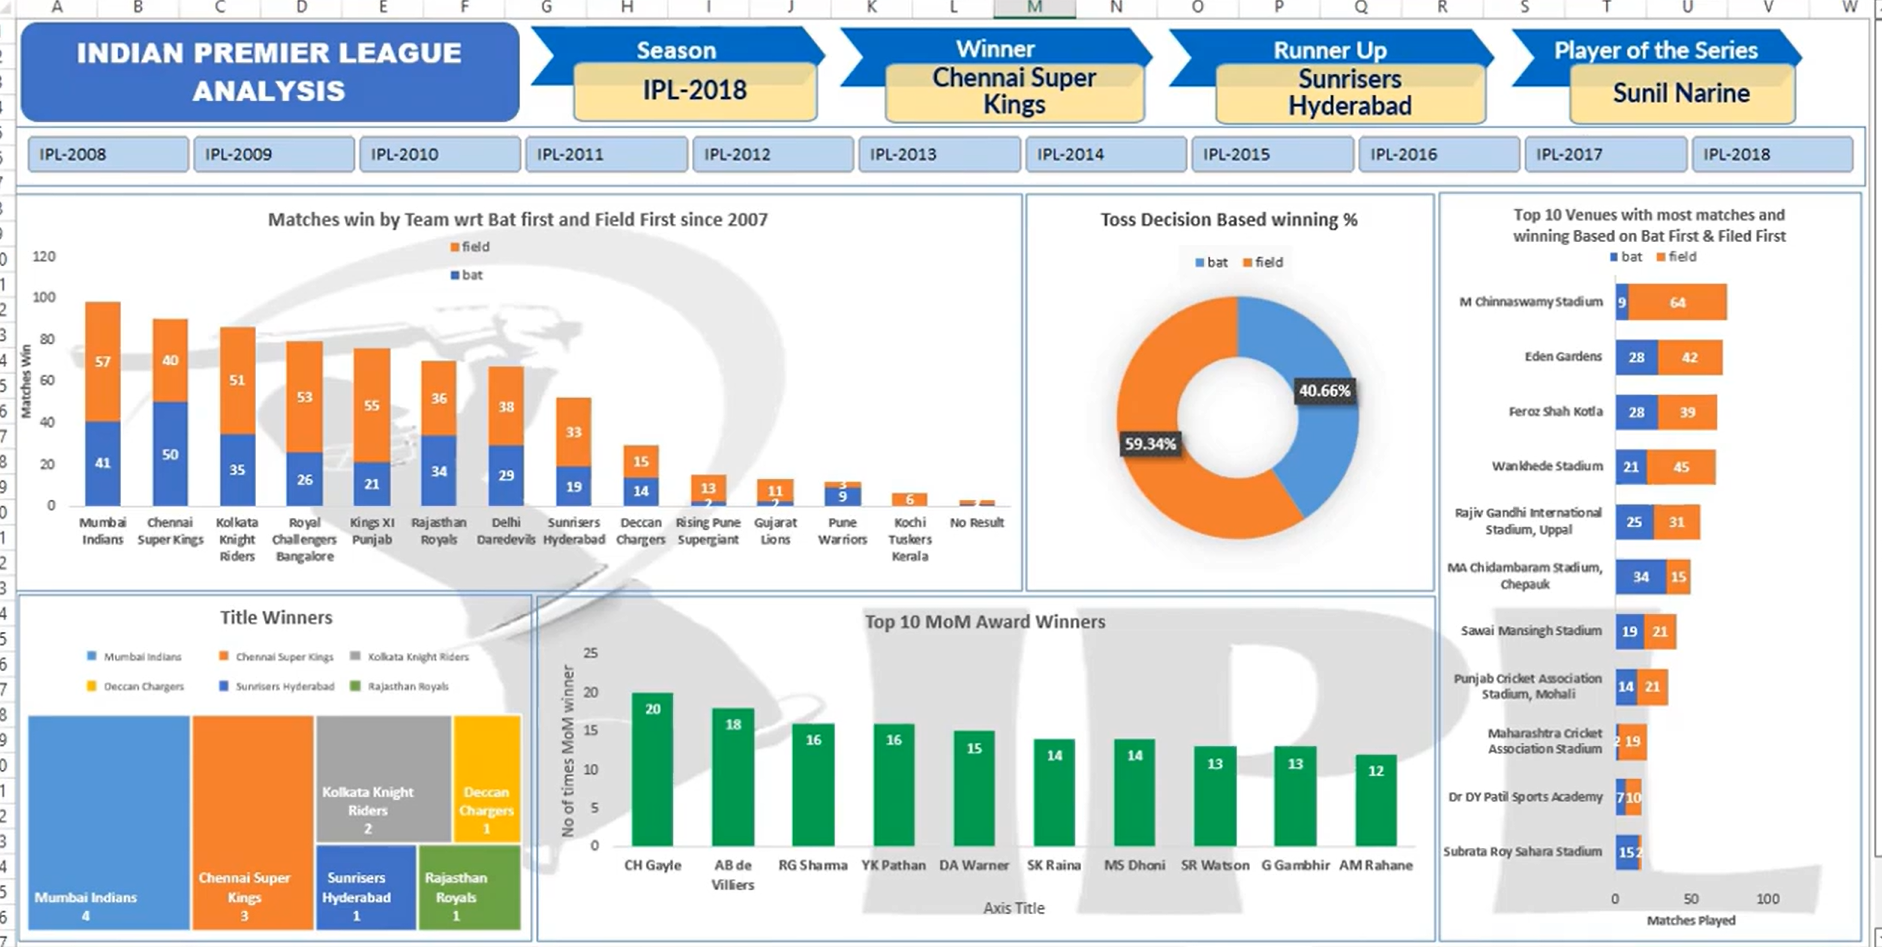 A B C D E F G H I J K L M N O P Q R S T U V W
INDIAN PREMIER LEAGUE
ANALYSIS
Season
IPL-2018
Winner
Chennai Super
Kings
Runner Up
Sunrisers
Hyderabad
Player of the Series
Sunil Narine
IPL-2008
IPL-2009
IPL-2010
IPL-2011
IPL-2012
IPL-2013
IPL-2014
IPL-2015
IPL-2016
IPL-2017
IPL-2018
Matches win by Team wrt Bat first and Field First since 2007
field
bat
Matches Win
120
100
80
60
40
20
0
57 40 51 53 55 36 38 33 15 13 11 3 6
41 50 35 26 21 34 29 19 14 2 2 9
Mumbai
Indians
Chennai
Super Kings
Kolkata
Knight
Riders
Royal
Challengers
Bangalore
Kings XI
Punjab
Rajasthan
Royals
Delhi
Daredevils
Sunrisers
Hyderabad
Deccan
Chargers
Rising Pune
Supergiant
Gujarat
Lions
Pune
Warriors
Kochi
Tuskers
Kerala
No Result
Toss Decision Based winning %
bat field
40.66%
59.34%
Top 10 Venues with most matches and
winning Based on Bat First & Filed First
bat field
M Chinnaswamy Stadium 9 64
Eden Gardens 28 42
Feroz Shah Kotla 28 39
Wankhede Stadium 21 45
Rajiv Gandhi International
Stadium, Uppal 25 31
MA Chidambaram Stadium,
Chepauk 34 15
Sawai Mansingh Stadium 19 21
Punjab Cricket Association
Stadium, Mohali 14 21
Maharashtra Cricket
Association Stadium 2 19
Dr DY Patil Sports Academy 7 10
Subrata Roy Sahara Stadium 15 2
0 50 100
Matches Played
Title Winners
Mumbai Indians Chennai Super Kings Kolkata Knight Riders
Deccan Chargers Sunrisers Hyderabad Rajasthan Royals
Mumbai Indians
4
Chennai Super
Kings
3
Kolkata Knight
Riders
2
Deccan
Chargers
1
Sunrisers
Hyderabad
1
Rajasthan
Royals
1
Top 10 MoM Award Winners
No of times MoM winner
25
20
15
10
5
0
20 18 16 16 15 14 14 13 13 12
CH Gayle
AB de
Villiers
RG Sharma
YK Pathan
DA Warner
SK Raina
MS Dhoni
SR Watson
G Gambhir
AM Rahane
Axis Title
IPL